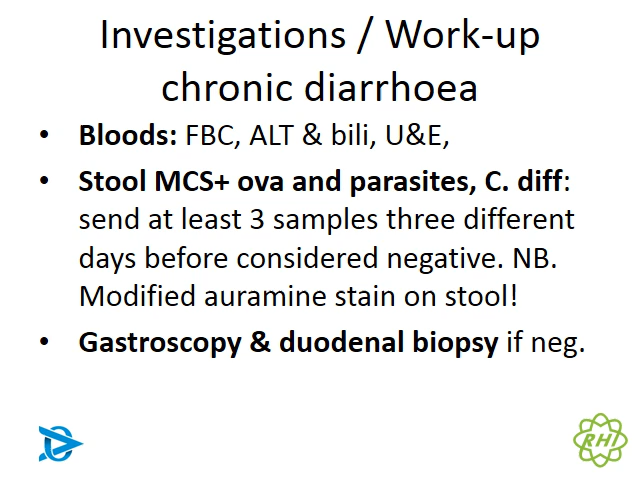 Investigations / Work-up
chronic diarrhoea
• Bloods: FBC, ALT & bili, U&E,
• Stool MCS+ ova and parasites, C. diff:
send at least 3 samples three different
days before considered negative. NB.
Modified auramine stain on stool!
• Gastroscopy & duodenal biopsy if neg.
RHI